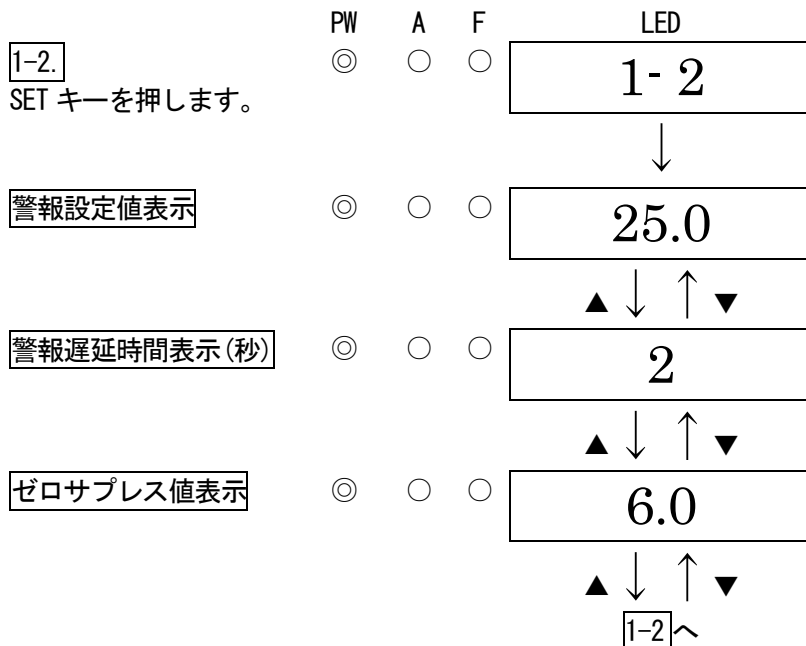 PW A F LED
1-2. ◎ ○ ○ 1- 2
SET キーを押します。
↓
警報設定値表示 ◎ ○ ○ 25.0
▲ ↓ ↑ ▼
警報遅延時間表示(秒) ◎ ○ ○ 2
▲ ↓ ↑ ▼
ゼロサプレス値表示 ◎ ○ ○ 6.0
▲ ↓ ↑ ▼
1-2へ